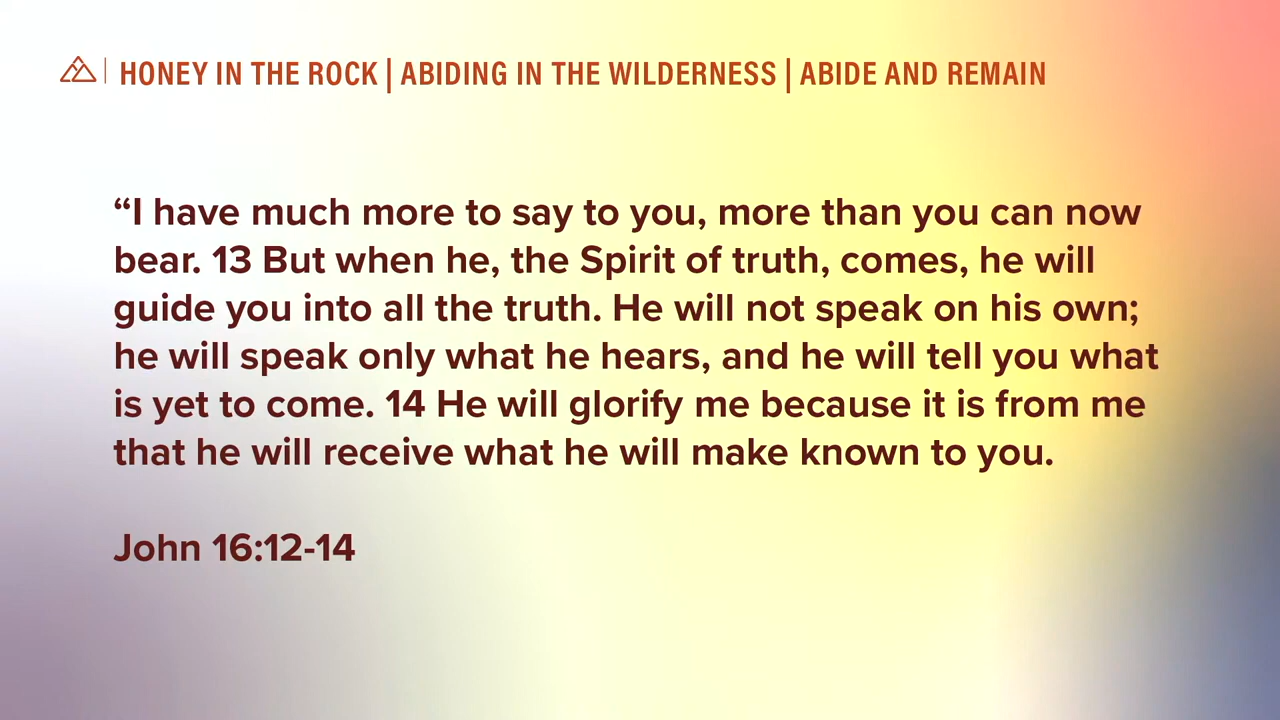 HONEY IN THE ROCK | ABIDING IN THE WILDERNESS | ABIDE AND REMAIN
“I have much more to say to you, more than you can now
bear. 13 But when he, the Spirit of truth, comes, he will
guide you into all the truth. He will not speak on his own;
he will speak only what he hears, and he will tell you what
is yet to come. 14 He will glorify me because it is from me
that he will receive what he will make known to you.
John 16:12-14